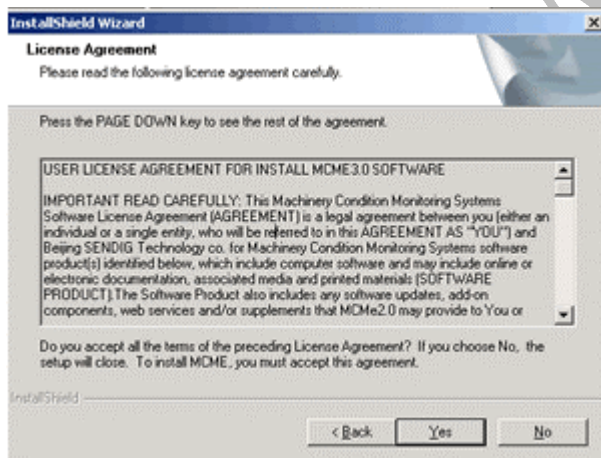 InstallShield Wizard
License Agreement
Please read the following license agreement carefully.
Press the PAGE DOWN key to see the rest of the agreement.
USER LICENSE AGREEMENT FOR INSTALL MCME3.0 SOFTWARE
IMPORTANT READ CAREFULLY: This Machinery Condition Monitoring Systems
Software License Agreement (AGREEMENT) is a legal agreement between you (either an
individual or a single entity, who will be referred to in this AGREEMENT AS "YOU") and
Beijing SENDIG Technology co. for Machinery Condition Monitoring Systems software
product(s) identified below, which include computer software and may include online or
electronic documentation, associated media and printed materials (SOFTWARE
PRODUCT).The Software Product also includes any software updates, add-on
components, web services and/or supplements that MCMe2.0 may provide to You or
Do you accept all the terms of the preceding License Agreement? If you choose No, the
setup will close. To install MCME, you must accept this agreement.
InstallShield
< Back Yes No